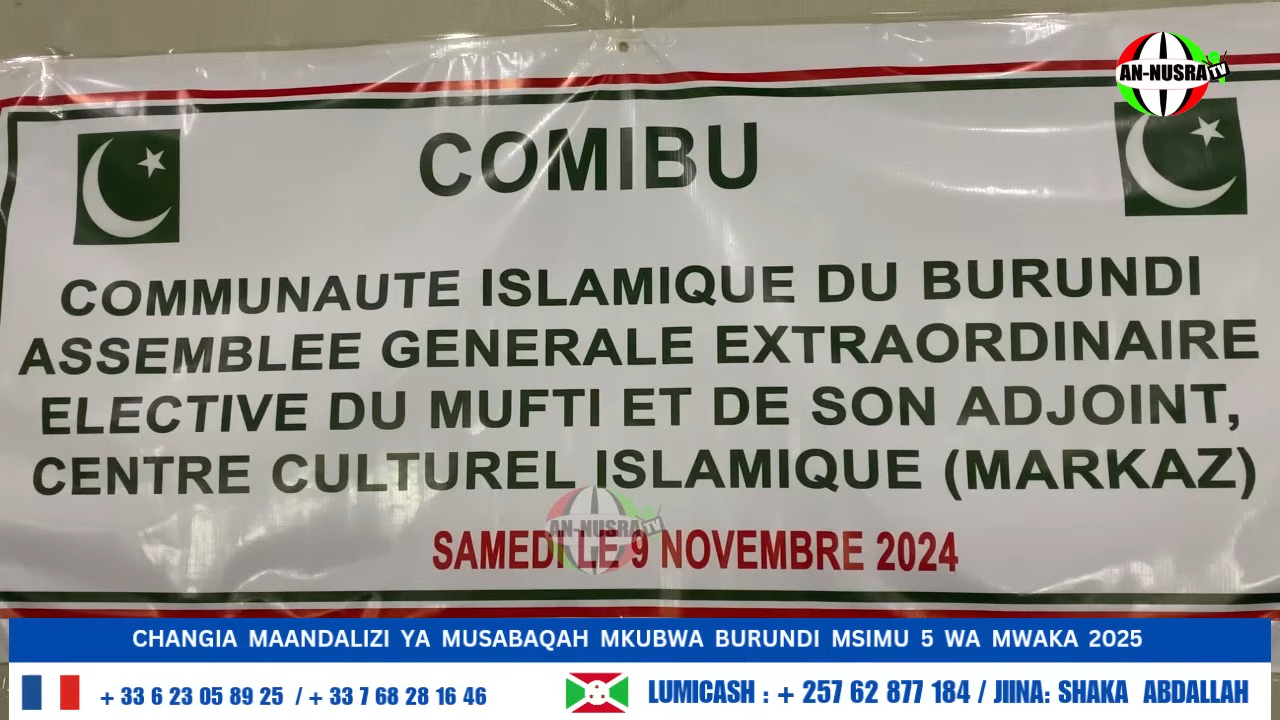 AN-NUSRA TV
COMIBU
COMMUNAUTE ISLAMIQUE DU BURUNDI
ASSEMBLEE GENERALE EXTRAORDINAIRE
ELECTIVE DU MUFTI ET DE SON ADJOINT,
CENTRE CULTUREL ISLAMIQUE (MARKAZ)
AN-NUSRA TV
SAMEDI LE 9 NOVEMBRE 2024
CHANGIA MAANDALIZI YA MUSABAQAH MKUBWA BURUNDI MSIMU 5 WA MWAKA 2025
+ 33 6 23 05 89 25 / + 33 7 68 28 16 46
LUMICASH : + 257 62 877 184 / JIINA: SHAKA ABDALLAH